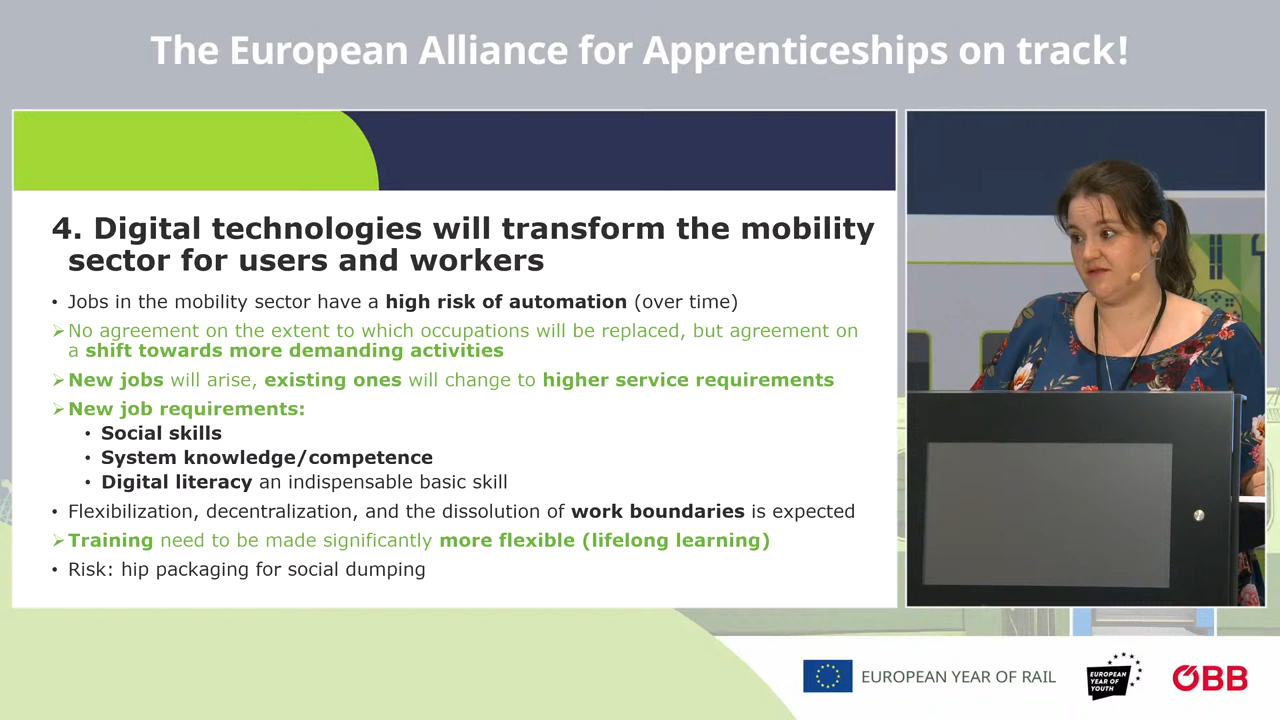 The European Alliance for Apprenticeships on track!
4. Digital technologies will transform the mobility
sector for users and workers
• Jobs in the mobility sector have a high risk of automation (over time)
➢ No agreement on the extent to which occupations will be replaced, but agreement on
a shift towards more demanding activities
➢ New jobs will arise, existing ones will change to higher service requirements
➢ New job requirements:
• Social skills
• System knowledge/competence
• Digital literacy an indispensable basic skill
• Flexibilization, decentralization, and the dissolution of work boundaries is expected
➢ Training need to be made significantly more flexible (lifelong learning)
• Risk: hip packaging for social dumping
EUROPEAN YEAR OF RAIL
EUROPEAN
YEAR OF
YOUTH
ÖBB